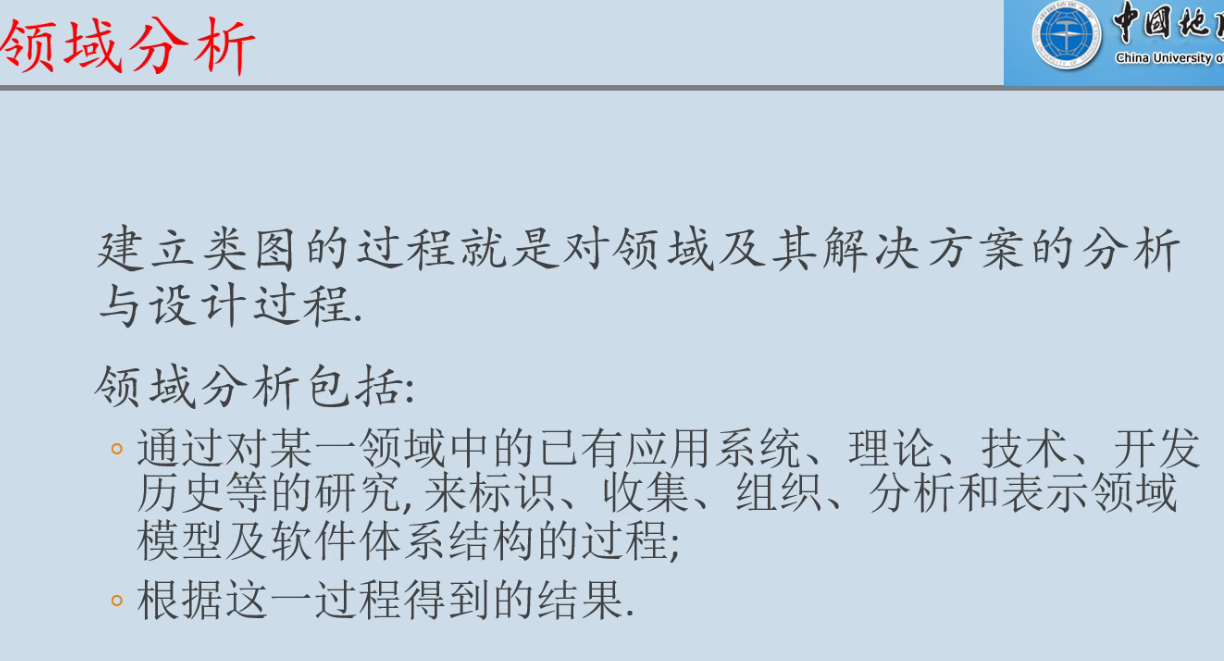 领域分析
中国地
China University of
建立类图的过程就是对领域及其解决方案的分析
与设计过程.
领域分析包括:
◦通过对某一领域中的已有应用系统、理论、技术、开发
历史等的研究, 来标识、收集、组织、分析和表示领域
模型及软件体系结构的过程;
◦根据这一过程得到的结果.